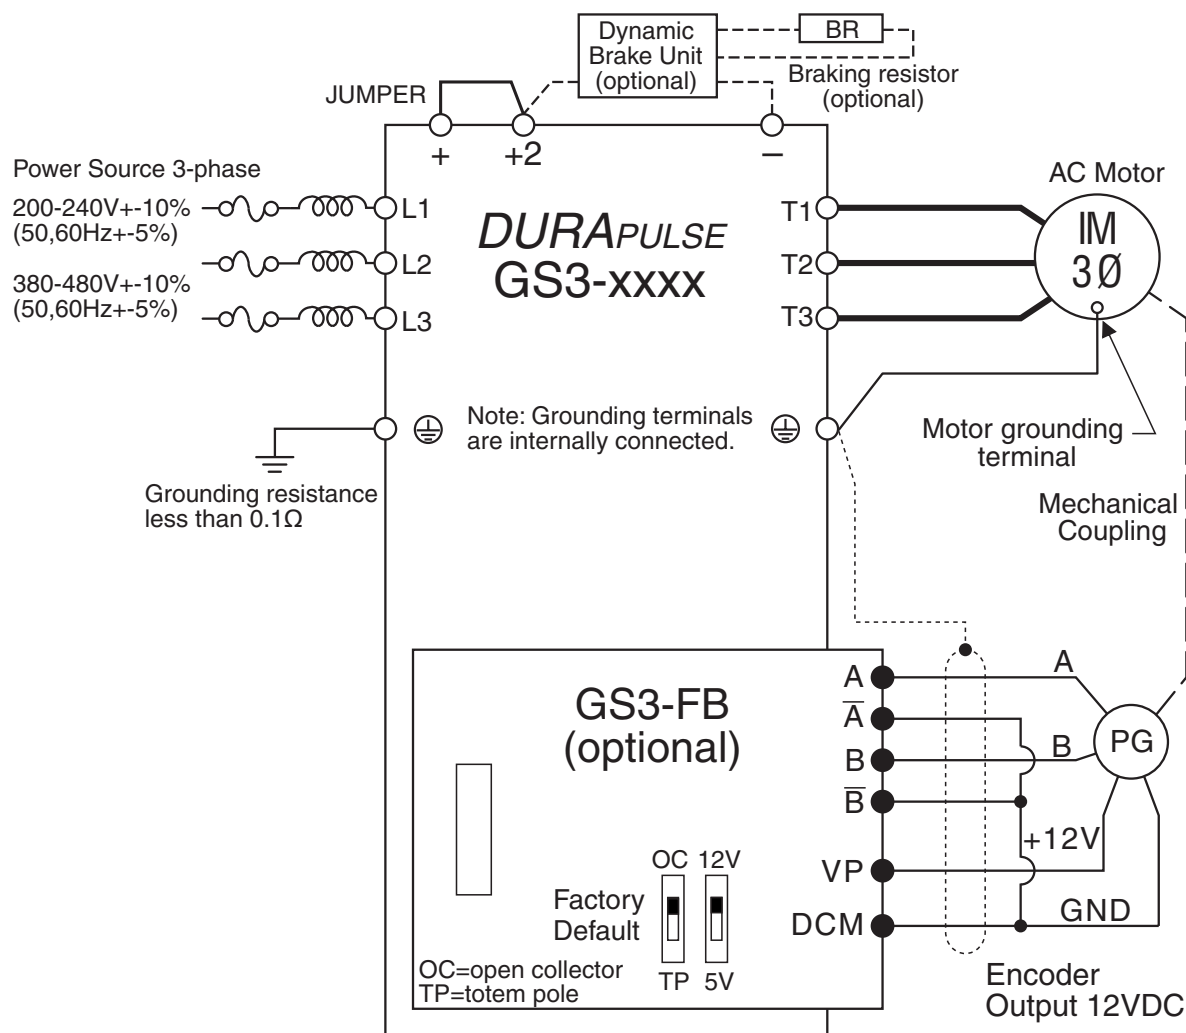 Dynamic
Brake Unit
(optional)
BR
Braking resistor
(optional)
JUMPER
+
+2
–
Power Source 3-phase
200-240V+-10%
(50,60Hz+-5%)
380-480V+-10%
(50,60Hz+-5%)
L1
L2
L3
DURAPULSE
GS3-xxxx
T1
T2
T3
AC Motor
IM
3Ø
Note: Grounding terminals
are internally connected.
Motor grounding
terminal
Grounding resistance
less than 0.1Ω
Mechanical
Coupling
GS3-FB
(optional)
A
A̅
B
B̅
VP
DCM
A
B
PG
+12V
GND
OC 12V
Factory
Default
TP 5V
OC=open collector
TP=totem pole
Encoder
Output 12VDC